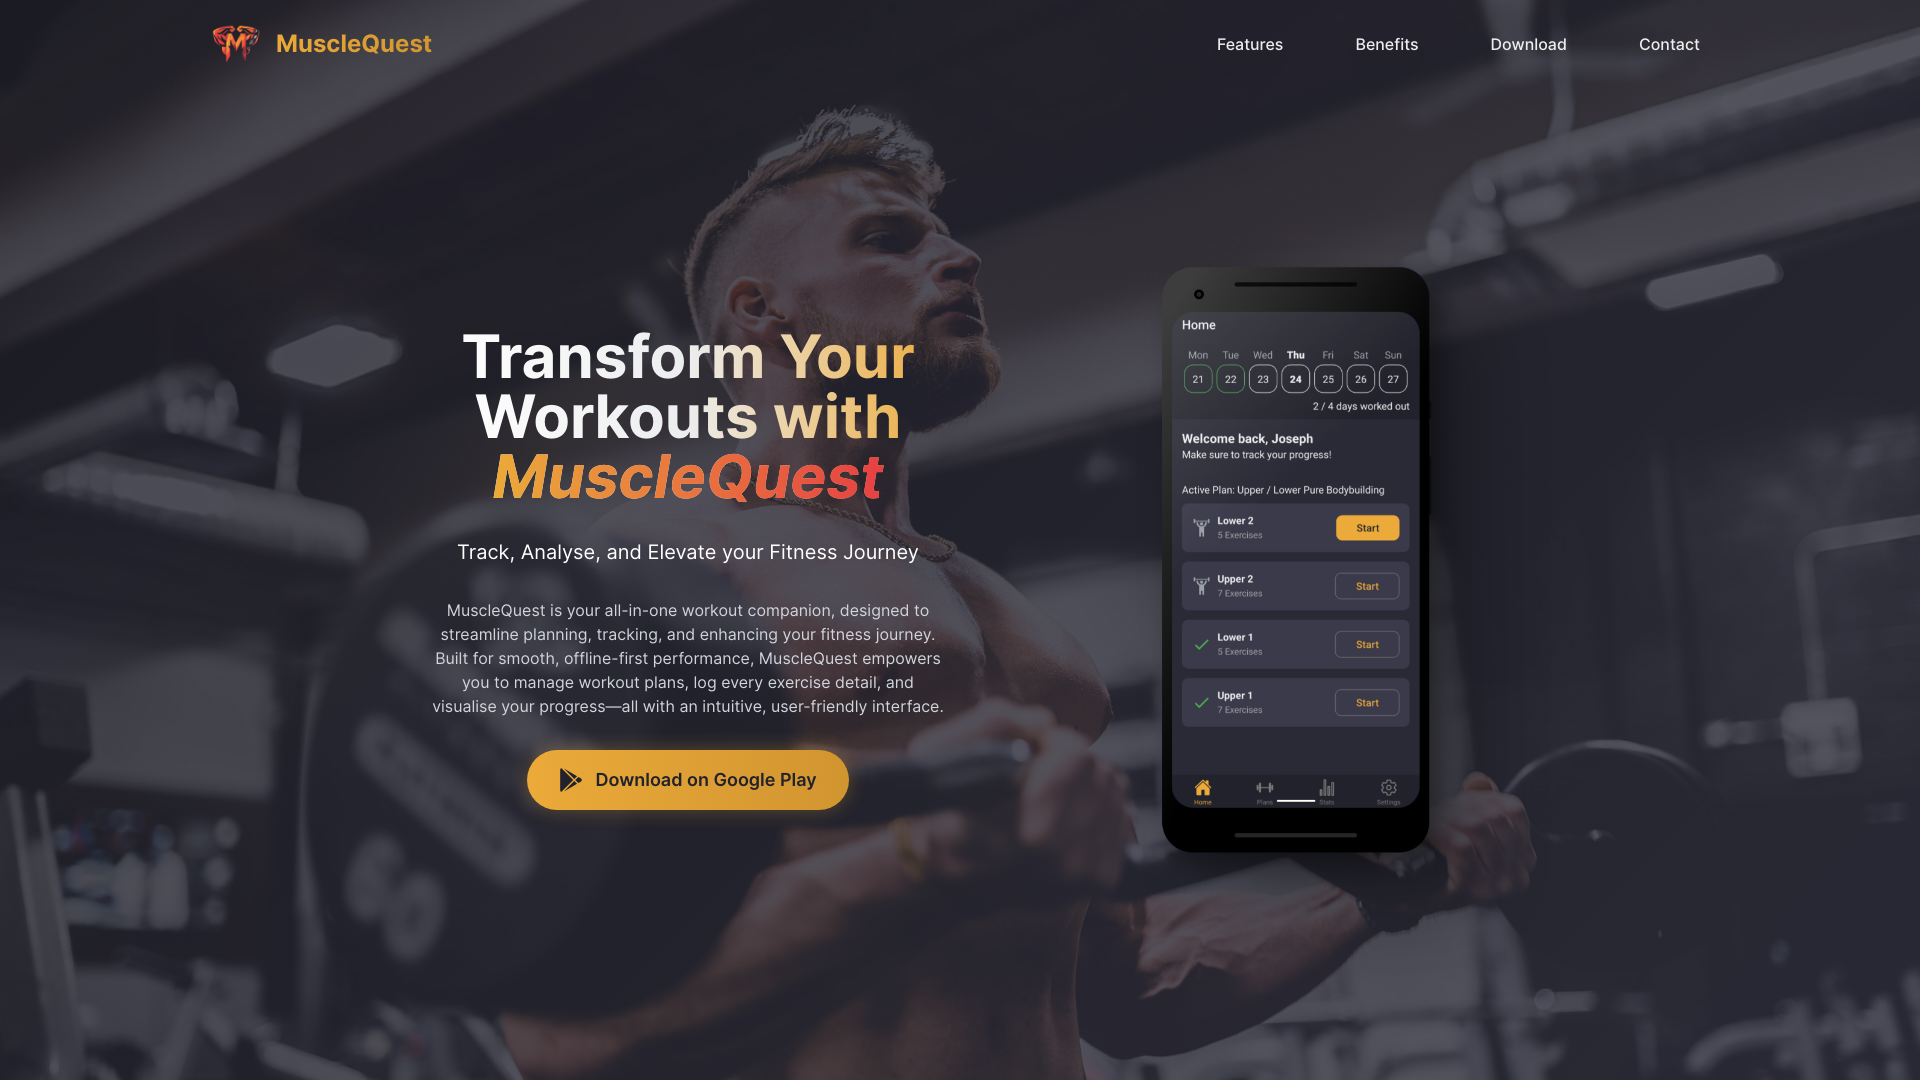 MuscleQuest
Features
Benefits
Download
Contact
Transform Your
Workouts with
MuscleQuest
Track, Analyse, and Elevate your Fitness Journey
MuscleQuest is your all-in-one workout companion, designed to
streamline planning, tracking, and enhancing your fitness journey.
Built for smooth, offline-first performance, MuscleQuest empowers
you to manage workout plans, log every exercise detail, and
visualise your progress—all with an intuitive, user-friendly interface.
Download on Google Play
Home
Mon Tue Wed Thu Fri Sat Sun
21 22 23 24 25 26 27
2 / 4 days worked out
Welcome back, Joseph
Make sure to track your progress!
Active Plan: Upper / Lower Pure Bodybuilding
Lower 2
5 Exercises
Start
Upper 2
7 Exercises
Start
Lower 1
5 Exercises
Start
Upper 1
7 Exercises
Start
Home Plans Stats Settings